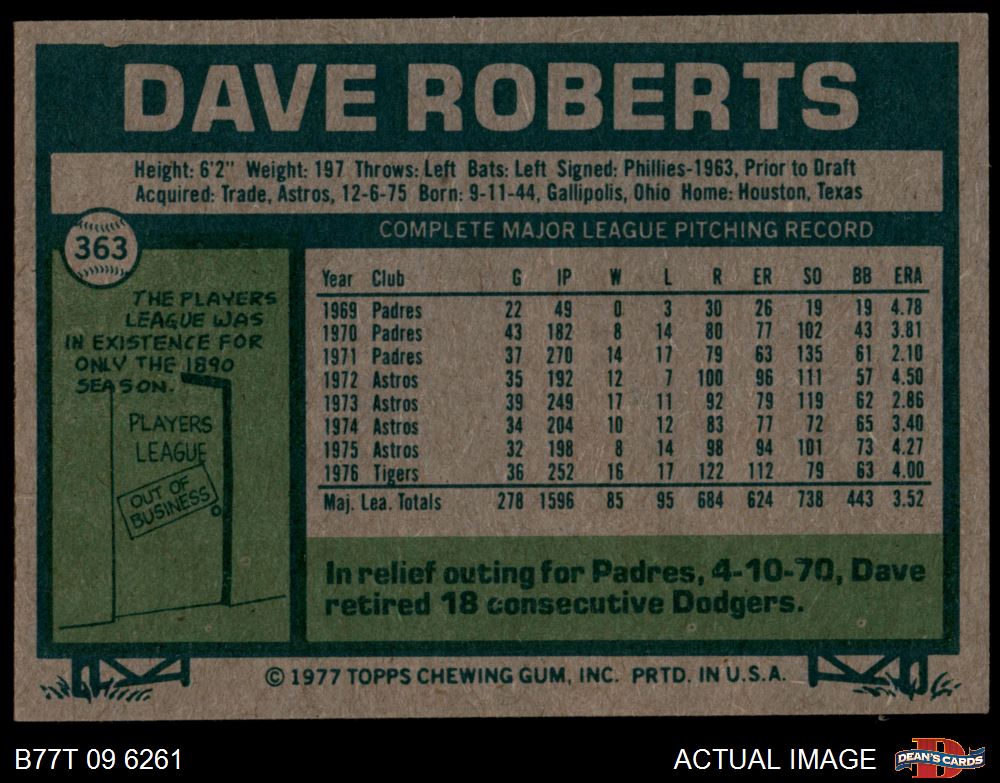 DAVE ROBERTS
Height: 6'2" Weight: 197 Throws: Left Bats: Left Signed: Phillies-1963, Prior to Draft
Acquired: Trade, Astros, 12-6-75 Born: 9-11-44, Gallipolis, Ohio Home: Houston, Texas
363
THE PLAYERS
LEAGUE WAS
IN EXISTENCE FOR
ONLY THE 1890
SEASON.
PLAYERS
LEAGUE
OUT OF
BUSINESS
COMPLETE MAJOR LEAGUE PITCHING RECORD
Year Club G IP W L R ER SO BB ERA
1969 Padres 22 49 0 3 30 26 19 19 4.78
1970 Padres 43 182 8 14 80 77 102 43 3.81
1971 Padres 37 270 14 17 79 63 135 61 2.10
1972 Astros 35 192 12 7 100 96 111 57 4.50
1973 Astros 39 249 17 11 92 79 119 62 2.86
1974 Astros 34 204 10 12 83 77 72 65 3.40
1975 Astros 32 198 8 14 98 94 101 73 4.27
1976 Tigers 36 252 16 17 122 112 79 63 4.00
Maj. Lea. Totals 278 1596 85 95 684 624 738 443 3.52
In relief outing for Padres, 4-10-70, Dave
retired 18 consecutive Dodgers.
© 1977 TOPPS CHEWING GUM, INC. PRTD. IN U.S.A.
B77T 09 6261
ACTUAL IMAGE
D
DEAN'S CARDS